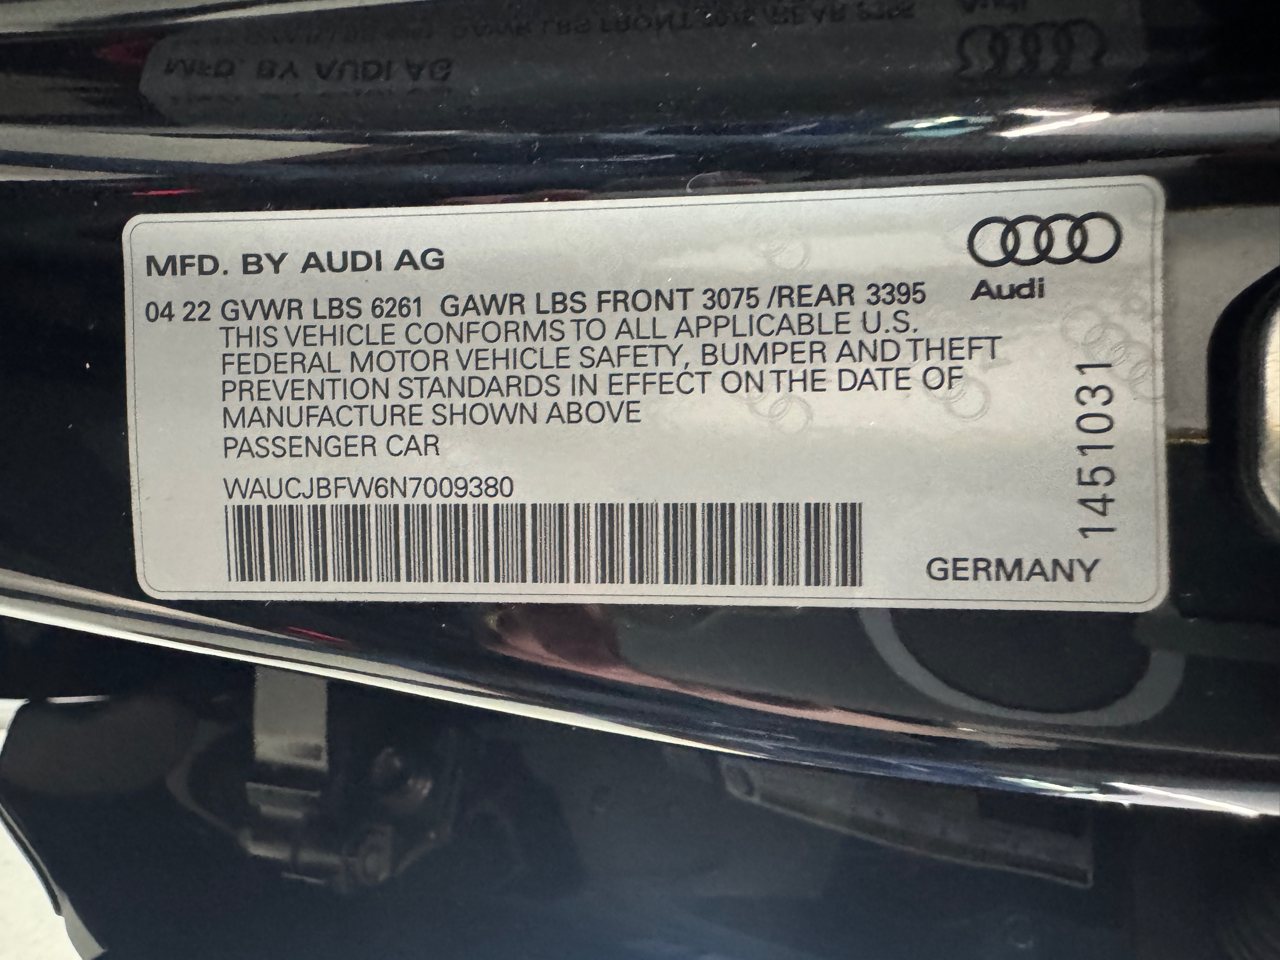 MFD. BY AUDI AG
Audi
04 22 GVWR LBS 6261 GAWR LBS FRONT 3075 /REAR 3395
THIS VEHICLE CONFORMS TO ALL APPLICABLE U.S.
FEDERAL MOTOR VEHICLE SAFETY, BUMPER AND THEFT
PREVENTION STANDARDS IN EFFECT ON THE DATE OF
MANUFACTURE SHOWN ABOVE
PASSENGER CAR
WAUCJBFW6N7009380
1451031
GERMANY